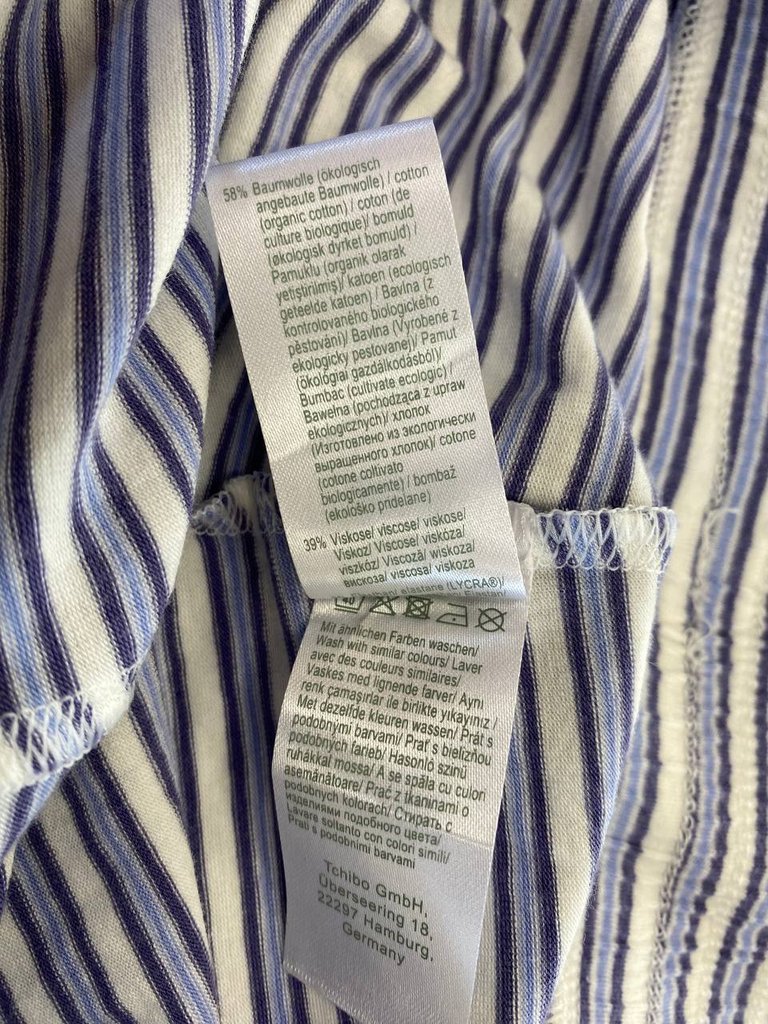 58% Baumwolle (ökologisch
angebaute Baumwolle) / cotton
(organic cotton) / coton (de
culture biologique)/ bomuld
(økologisk dyrket bomuld) /
Pamuklu (organik olarak
yetiştirilmiş)/ katoen (ecologisch
geteelde katoen) / Bavlna (z
kontrolovaného biologického
pěstování)/ Bavlna (Vyrobené z
ekologicky pestovanej)/ Pamut
(ökológiai gazdálkodásból)/
Bumbac (cultivate ecologic) /
Bawełna (pochodząca z upraw
ekologicznych)/ хлопок
(Изготовлено из экологически
выращенного хлопок)/ cotone
(cotone coltivato
biologicamente) / bombaž
(ekološko pridelane)
39% Viskose/ viscose/ viskose/
Viskoz/ Viscose/ viskóza/
viszkóz/ Viscoză/ wiskoza/
вискоза/ viscosa/ viskoza
elastane (LYCRA®)/
Elastan/
40
Mit ähnlichen Farben waschen/
Wash with similar colours/ Laver
avec des couleurs similaires/
Vaskes med lignende farver/ Aynı
renk çamaşırlar ile birlikte yıkayınız /
Met dezelfde kleuren wassen/ Prát s
podobnými barvami/ Prať s bielizňou
podobných farieb/ Hasonló színű
ruhákkal mossa/ A se spăla cu culori
asemănătoare/ Prać z tkaninami o
podobnych kolorach/ Стирать с
изделиями подобного цвета/
Lavare soltanto con colori simili/
Prati s podobnimi barvami
Tchibo GmbH,
Überseering 18,
22297 Hamburg,
Germany